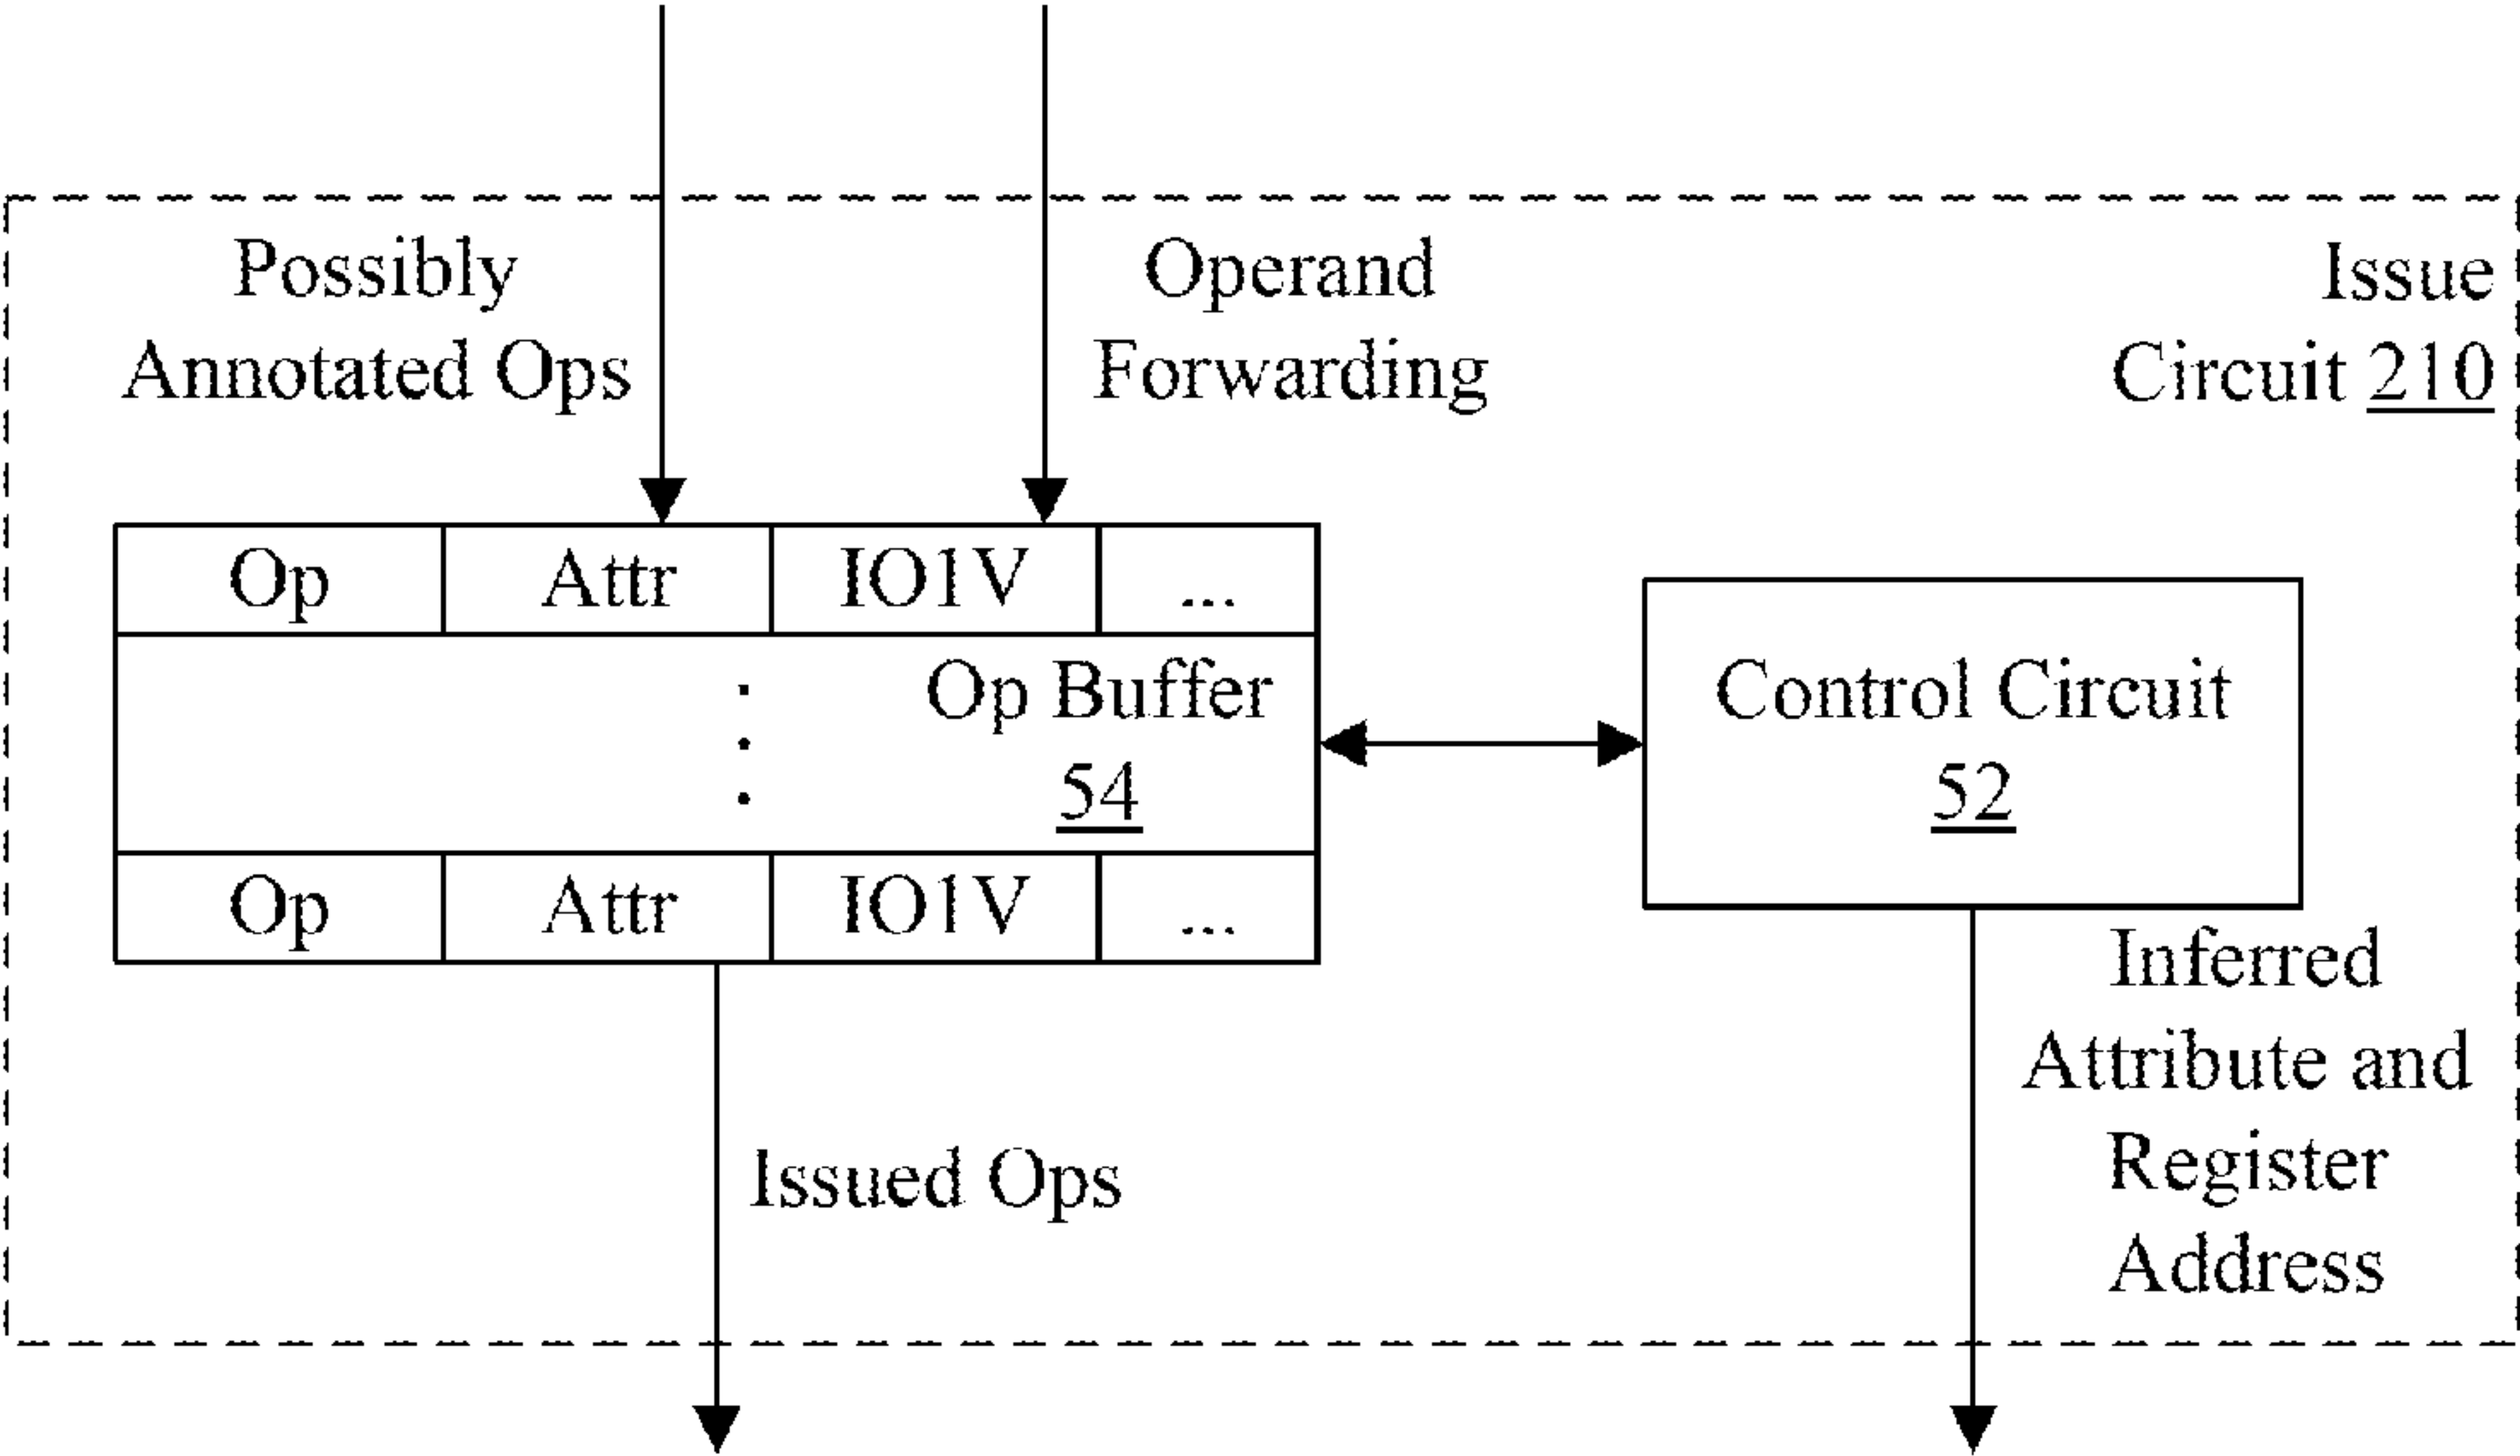 Possibly
Annotated Ops
Operand
Forwarding
Issue
Circuit 210
Op Attr IO1V ...
Op Buffer
54
Op Attr IO1V ...
Control Circuit
52
Issued Ops
Inferred
Attribute and
Register
Address